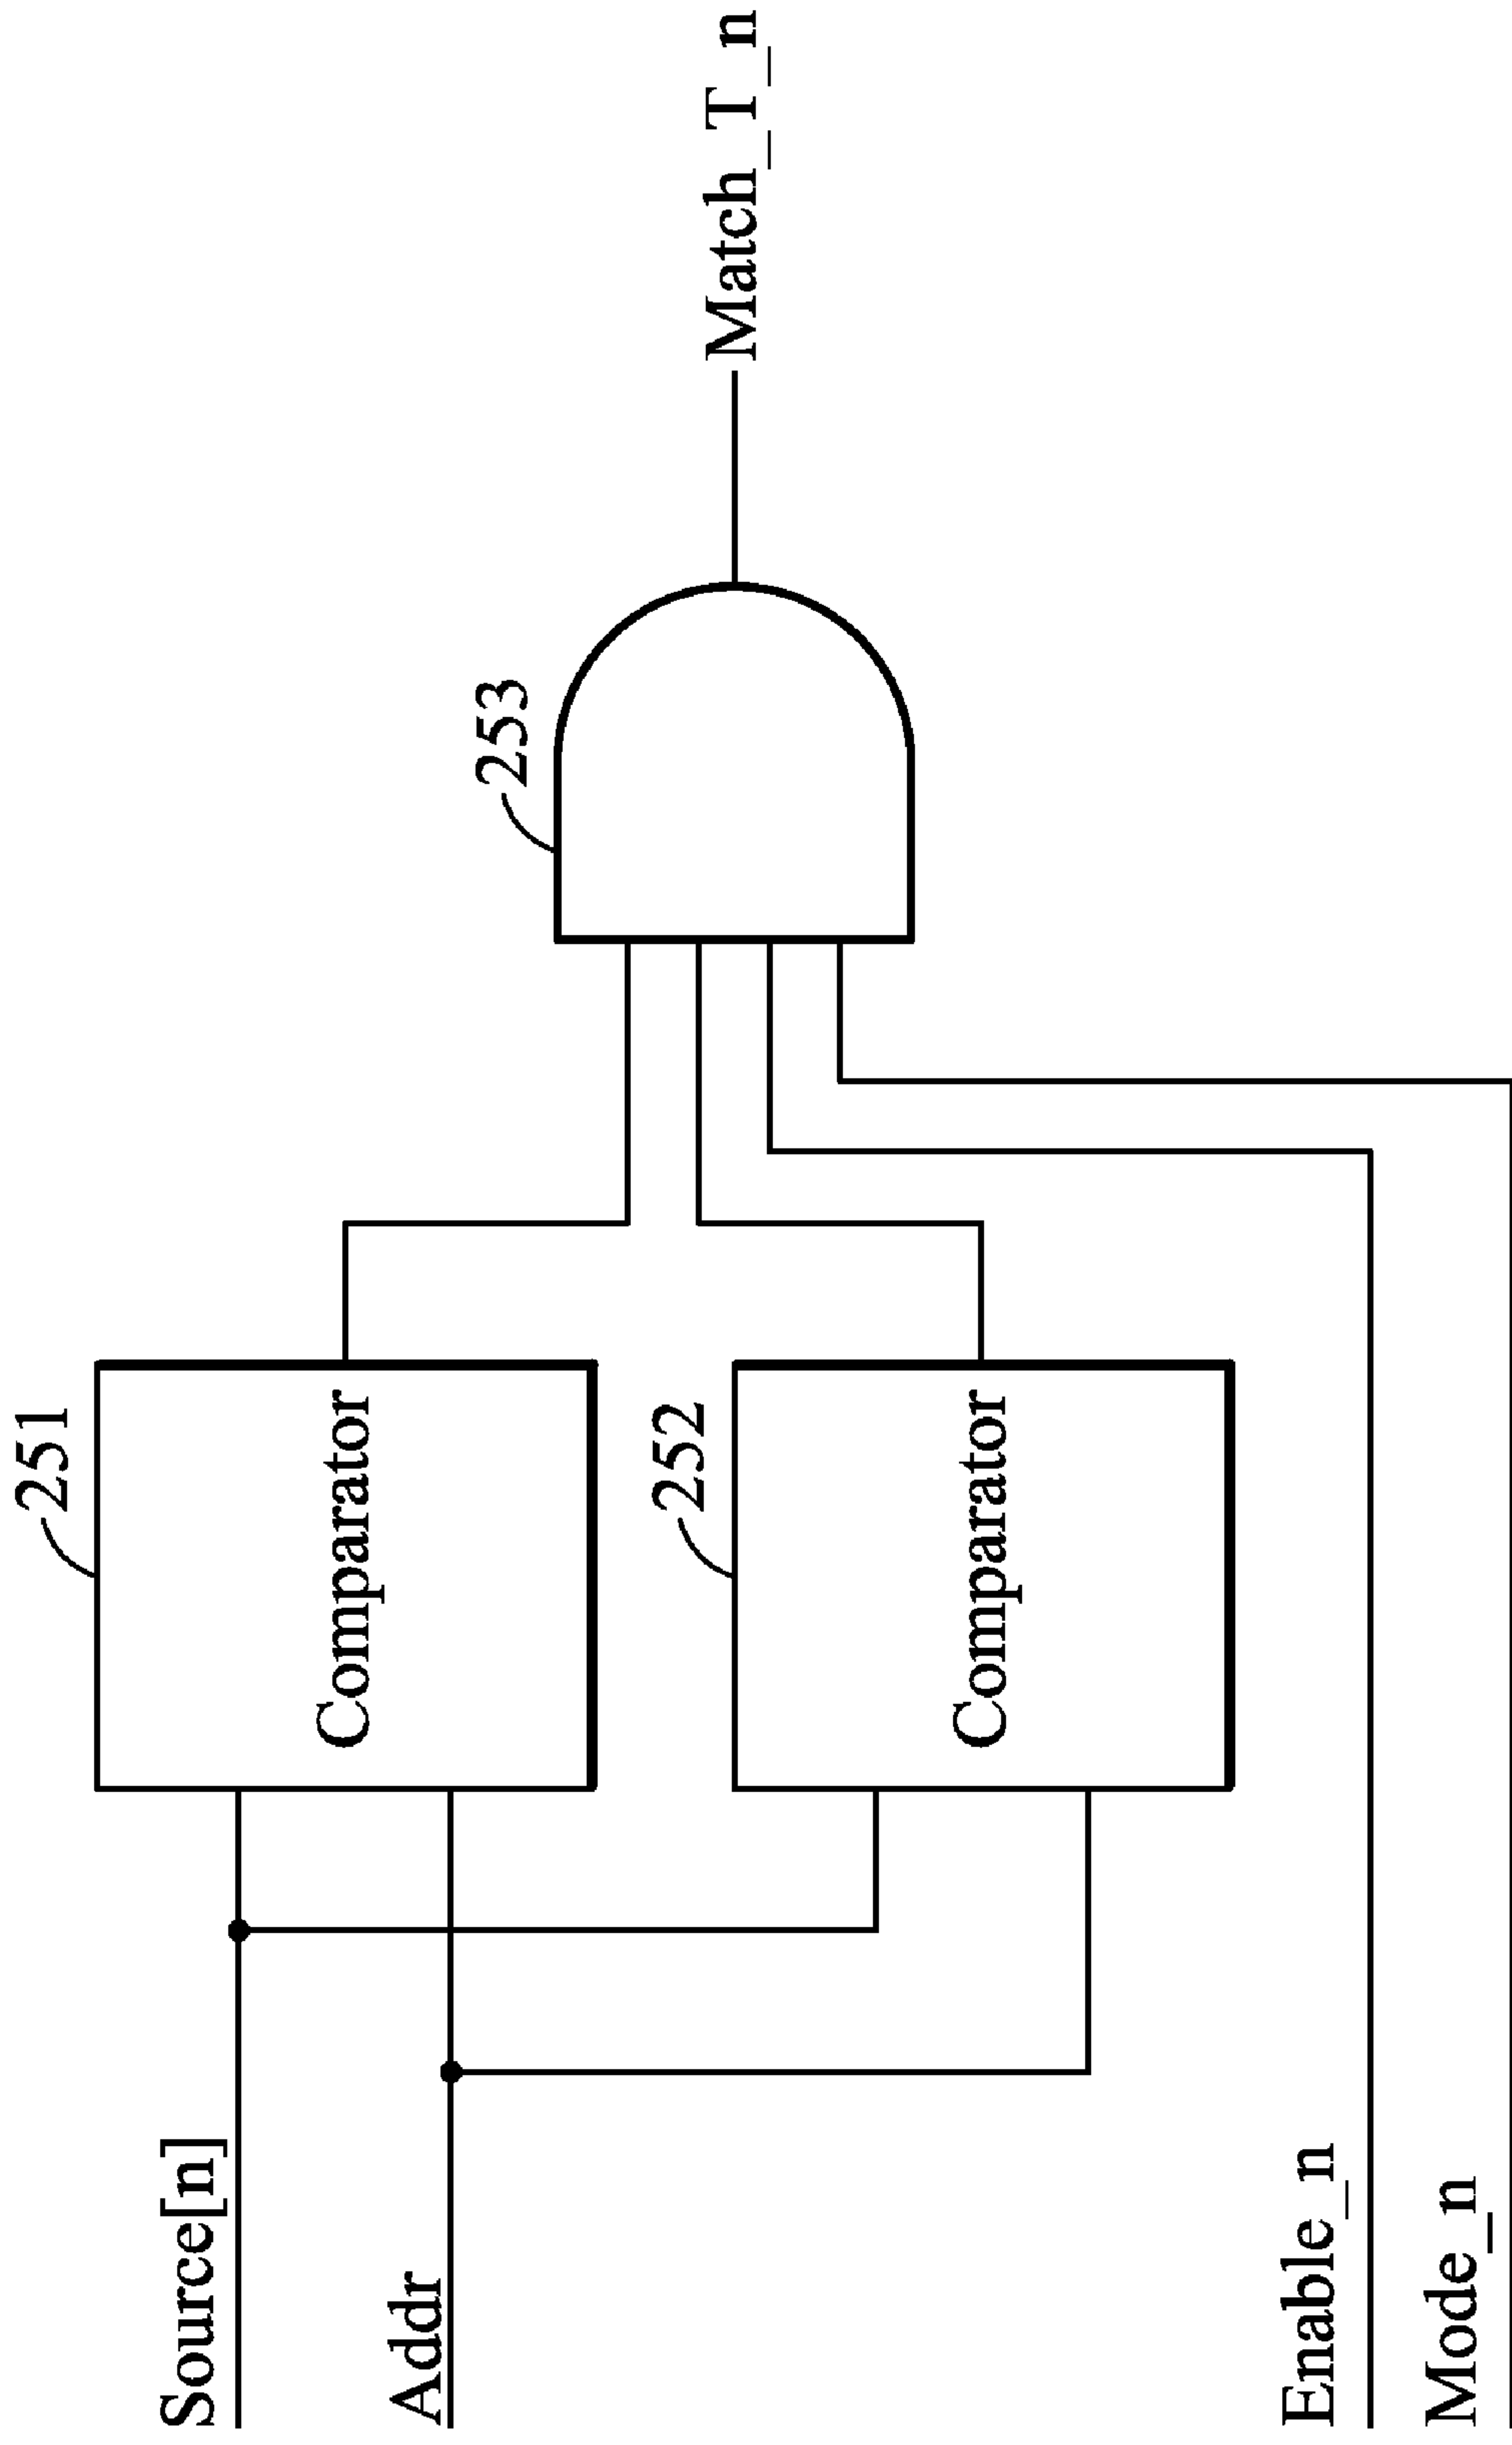 251
Source[n]
Comparator
Addr
253
252
Match_T_n
Comparator
Enable_n
Mode_n